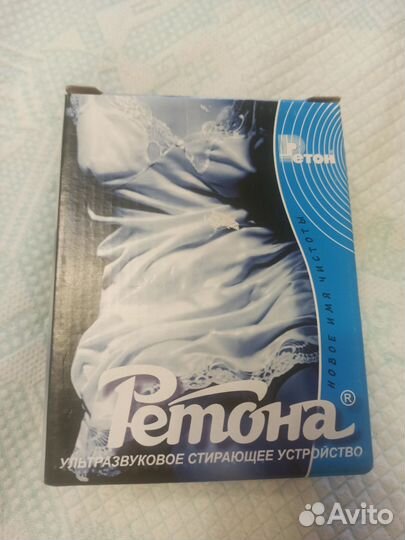 Ретон
НОВОЕ ИМЯ ЧИСТОТЫ
Ретона®
УЛЬТРАЗВУКОВОЕ СТИРАЮЩЕЕ УСТРОЙСТВО
Avito